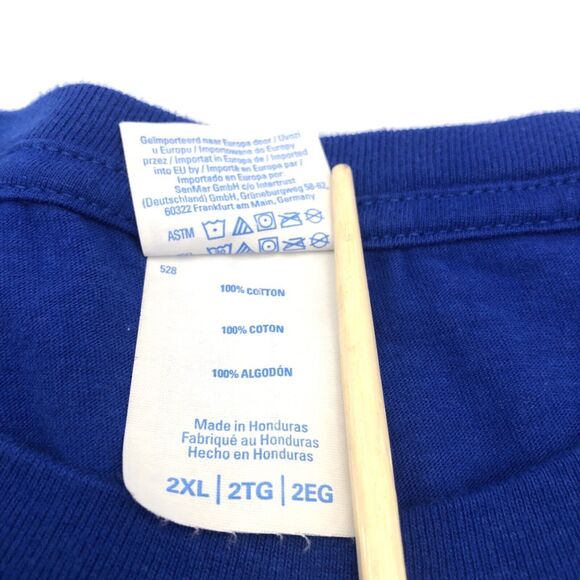 Geïmporteerd naar Europa door / Uvozi
u Europu / Importowane do Europy
przez / Importat in Europa de / Imported
into EU by / Importé en Europa par /
Importado en Europa por:
SanMar GmbH c/o Intertrust
(Deutschland) GmbH, Grüneburgweg 58-62,
60322 Frankfurt am Main, Germany
ASTM
528
100% COTTON
100% COTON
100% ALGODÓN
Made in Honduras
Fabriqué au Honduras
Hecho en Honduras
2XL | 2TG | 2EG